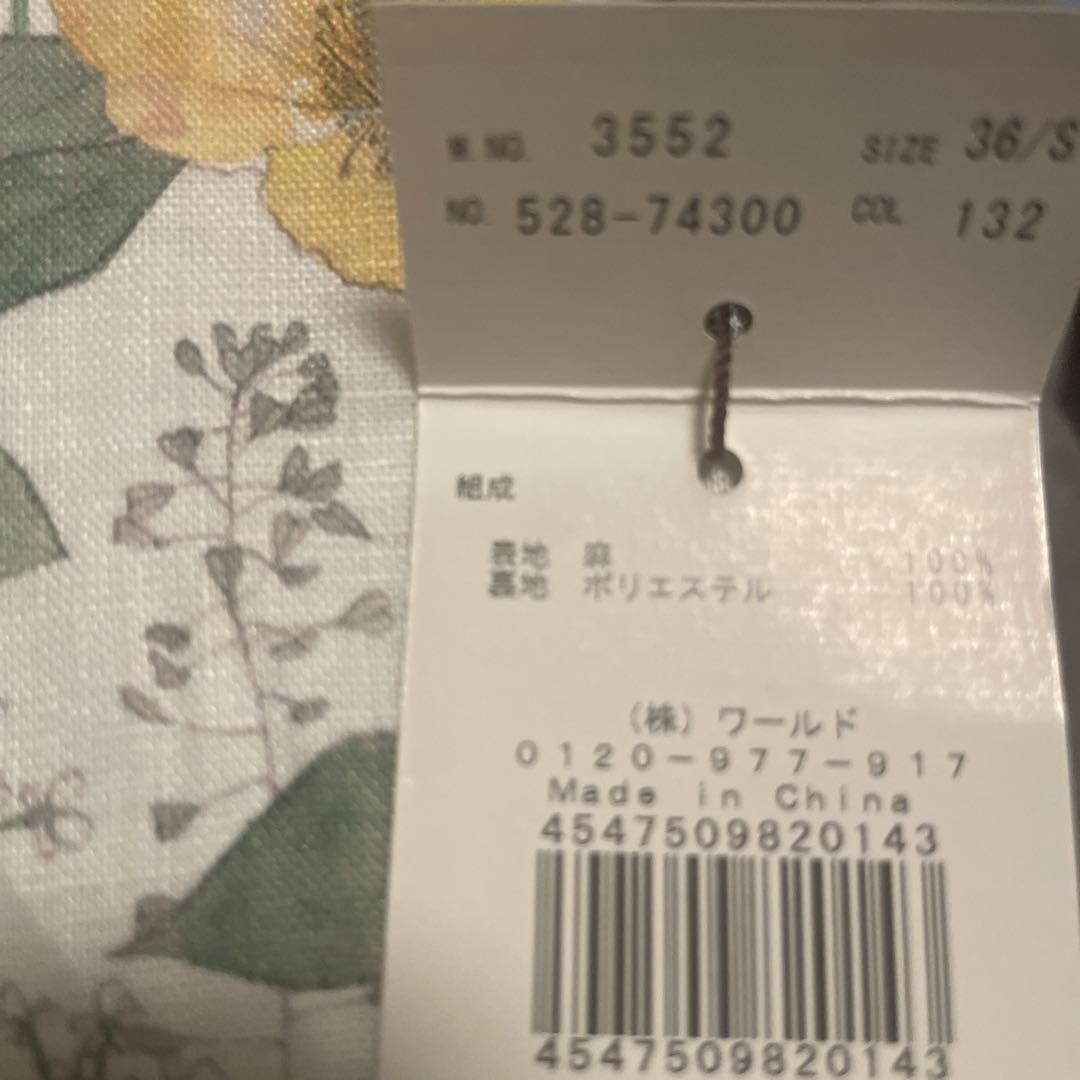 NO. 3552 SIZE 36/S
NO. 528-74300 COL 132
組成
表地 麻 100%
裏地 ポリエステル 100%
(株)ワールド
0120-977-917
Made in China
4547509820143
4547509820143